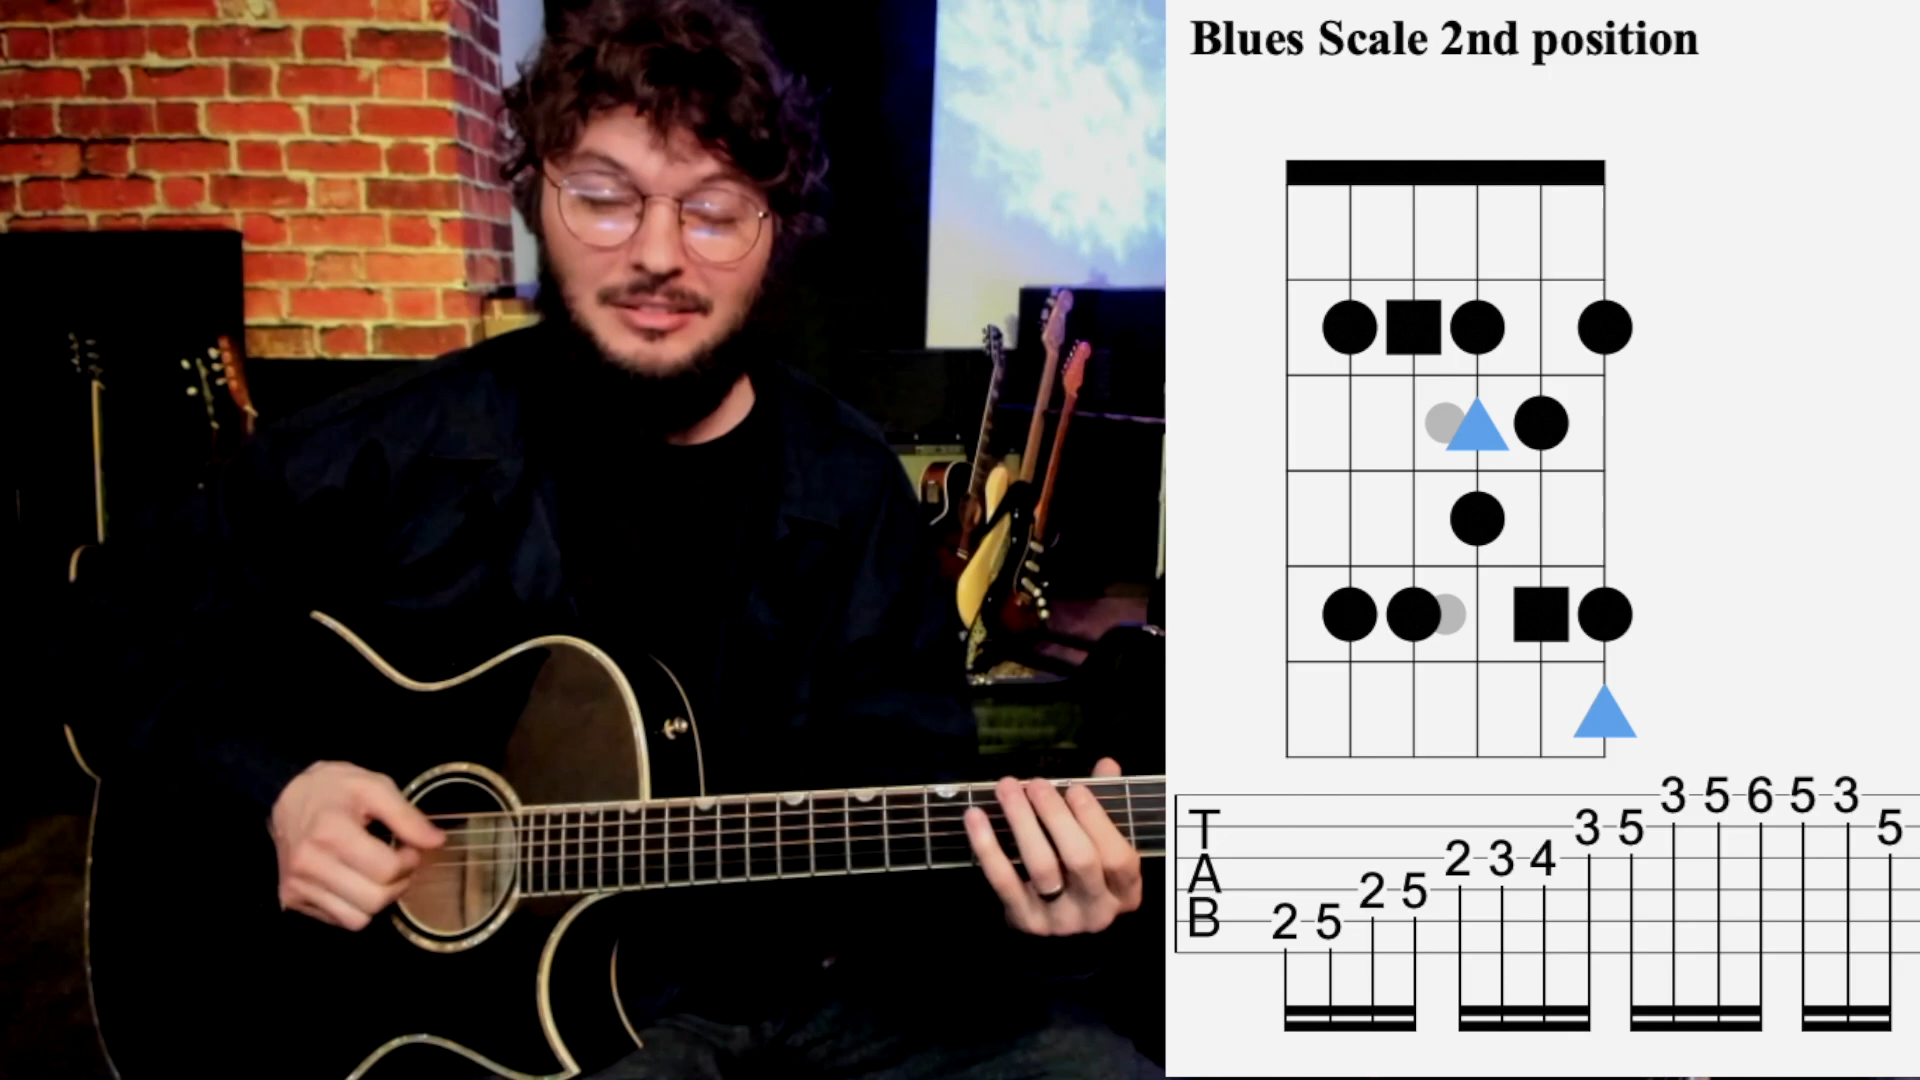 Blues Scale 2nd position
3 5 6 5 3
T 3 5 5
2 3 4
A 2 5
B 2 5